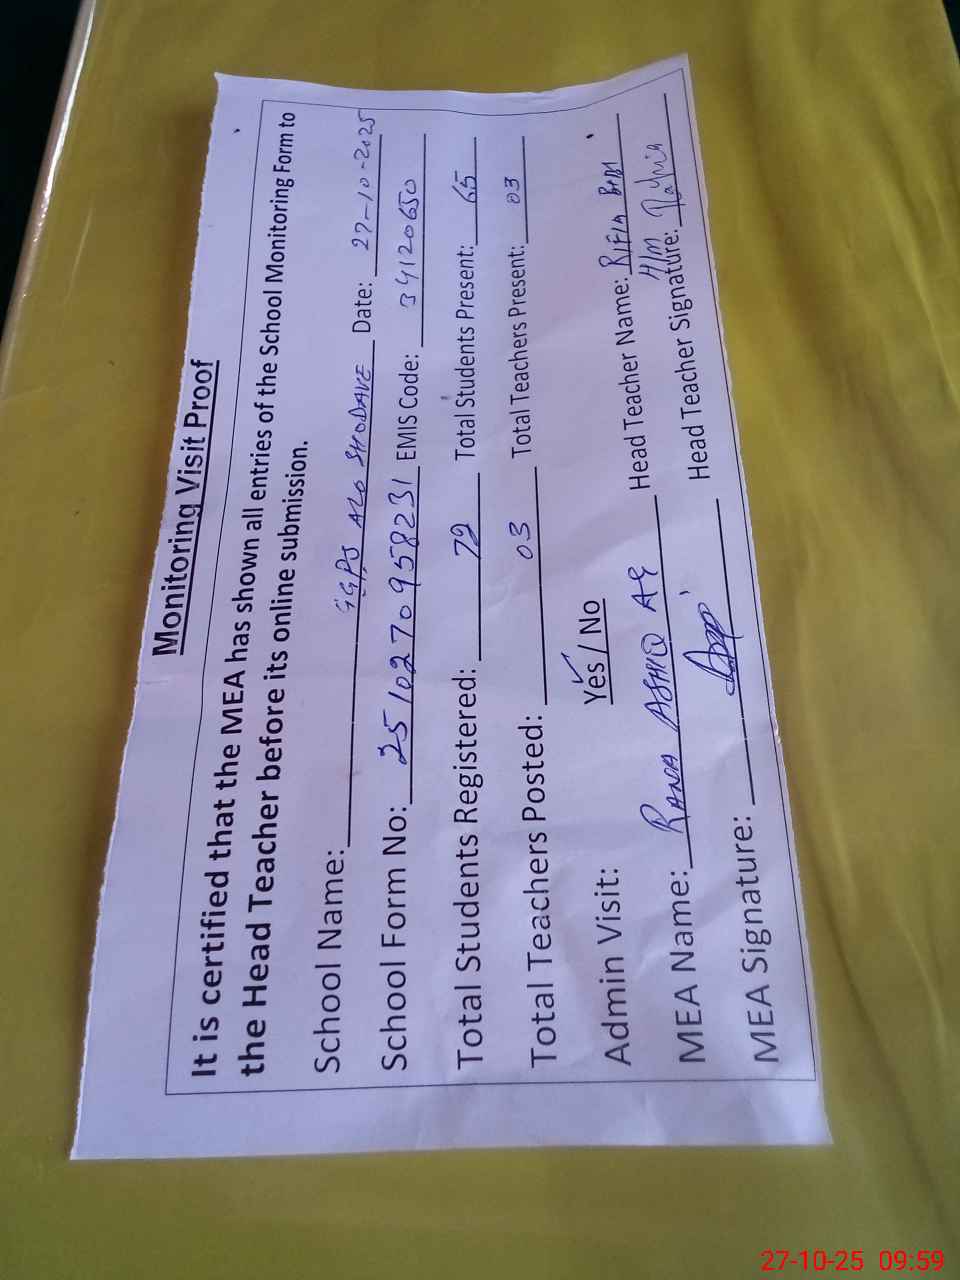 Monitoring Visit Proof
It is certified that the MEA has shown all entries of the School Monitoring Form to
the Head Teacher before its online submission.
School Name: GGPS AZO SHODAVE Date: 27-10-2025
School Form No: 2510270958231 EMIS Code: 34120650
Total Students Registered: 72 Total Students Present: 65
Total Teachers Posted: 03 Total Teachers Present: 03
Admin Visit: Yes / No Head Teacher Name: RIFIA BIBI
H/M
MEA Name: RANA ASHIQ Head Teacher Signature:
MEA Signature:
27-10-25 09:59